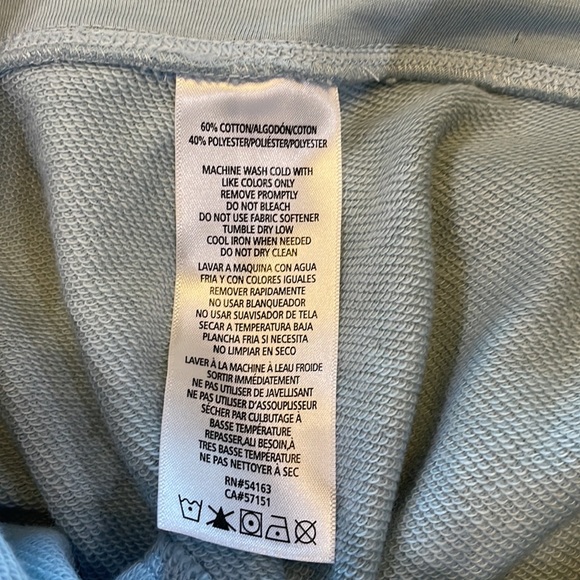 60% COTTON/ALGODÓN/COTON
40% POLYESTER/POLIÉSTER/POLYESTER
MACHINE WASH COLD WITH
LIKE COLORS ONLY
REMOVE PROMPTLY
DO NOT BLEACH
DO NOT USE FABRIC SOFTENER
TUMBLE DRY LOW
COOL IRON WHEN NEEDED
DO NOT DRY CLEAN
LAVAR A MAQUINA CON AGUA
FRIA Y CON COLORES IGUALES
REMOVER RAPIDAMENTE
NO USAR BLANQUEADOR
NO USAR SUAVISADOR DE TELA
SECAR A TEMPERATURA BAJA
PLANCHA FRIA SI NECESITA
NO LIMPIAR EN SECO
LAVER À LA MACHINE À LEAU FROIDE
SORTIR IMMÉDIATEMENT
NE PAS UTILISER DE JAVELLISANT
NE PAS UTILISER D'ASSOUPLISEUR
SÉCHER PAR CULBUTAGE À
BASSE TEMPÉRATURE
REPASSER,ALI BESOIN,À
TRES BASSE TEMPÉRATURE
NE PAS NETTOYER À SEC
RN#54163
CA#57151